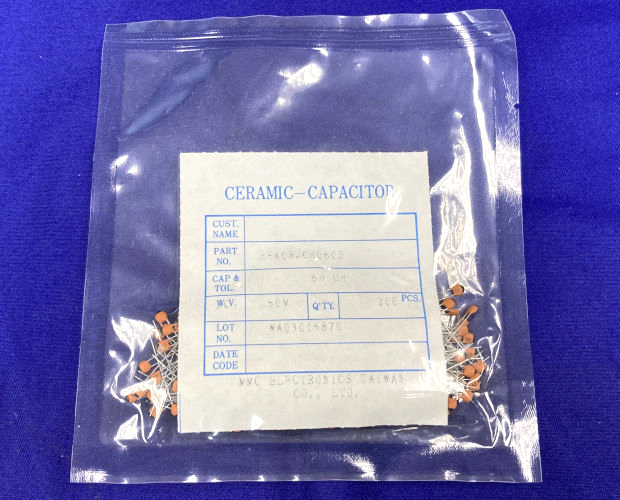 CERAMIC-CAPACITOR
CUST. NAME
PART NO.
CAP & TOL. CH
W.V. 50V Q'TY. 200 PCS.
LOT NO. WA03015870
DATE CODE
ELECTRONICS TAIWAN
CO., LTD.